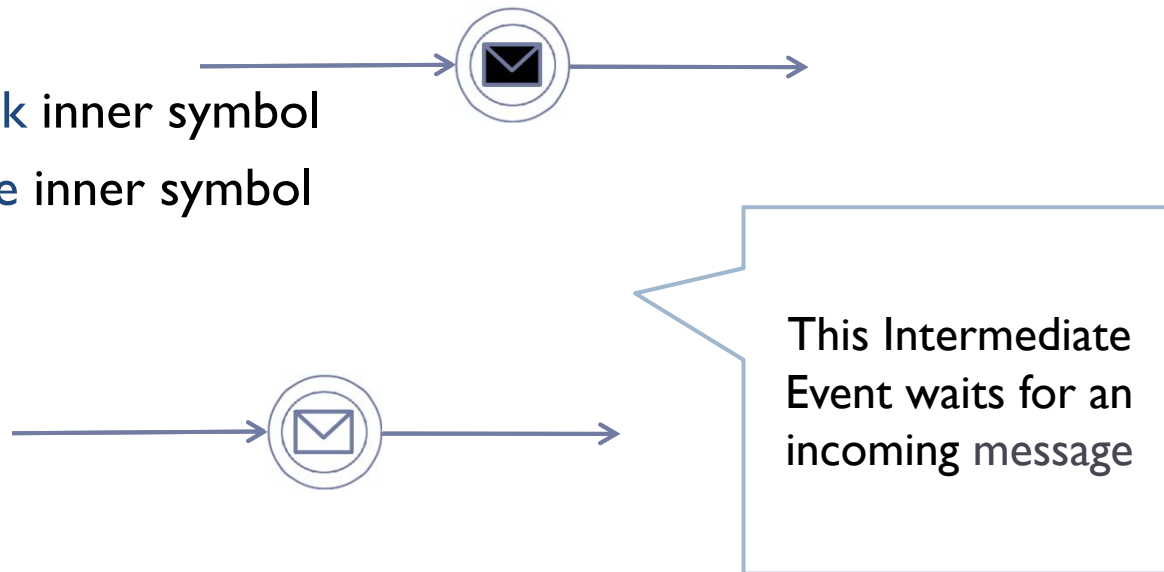 k inner symbol
e inner symbol
This Intermediate
Event waits for an
incoming message